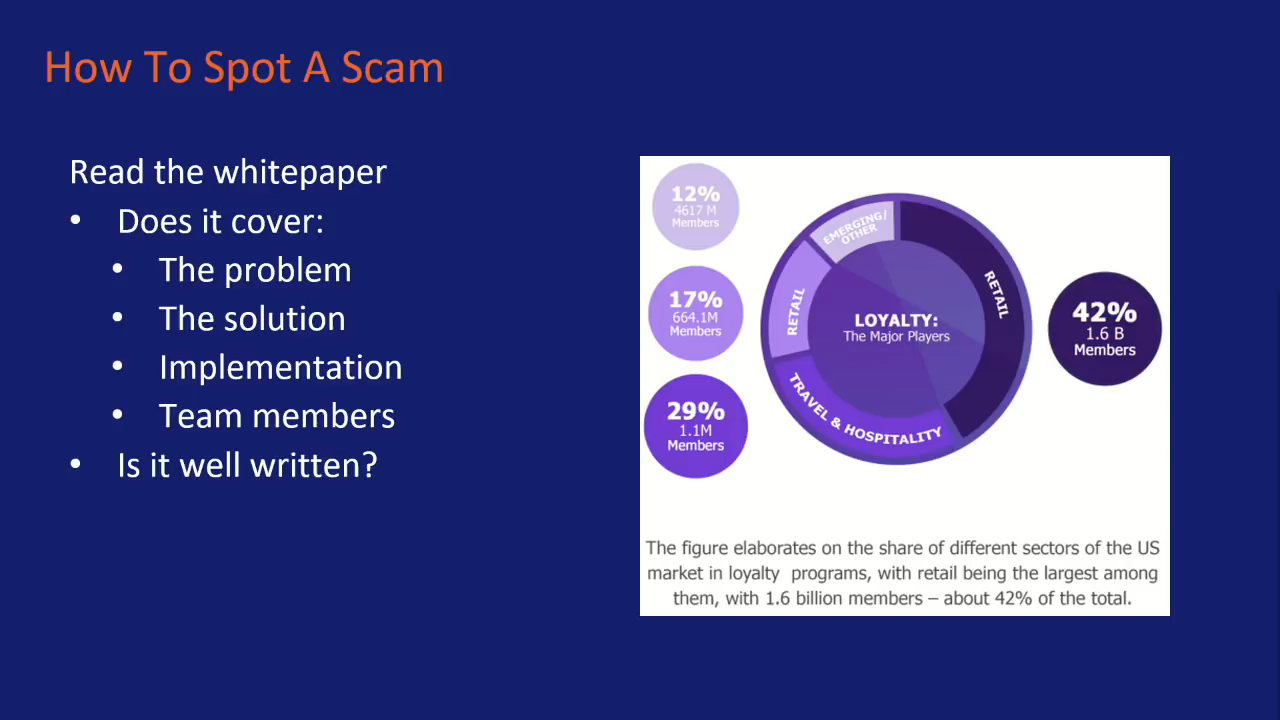 How To Spot A Scam
Read the whitepaper
• Does it cover:
• The problem
• The solution
• Implementation
• Team members
• Is it well written?
12%
4617 M
Members
17%
664.1M
Members
29%
1.1M
Members
EMERGING/
OTHER
RETAIL
RETAIL
TRAVEL & HOSPITALITY
LOYALTY:
The Major Players
42%
1.6 B
Members
The figure elaborates on the share of different sectors of the US
market in loyalty programs, with retail being the largest among
them, with 1.6 billion members – about 42% of the total.